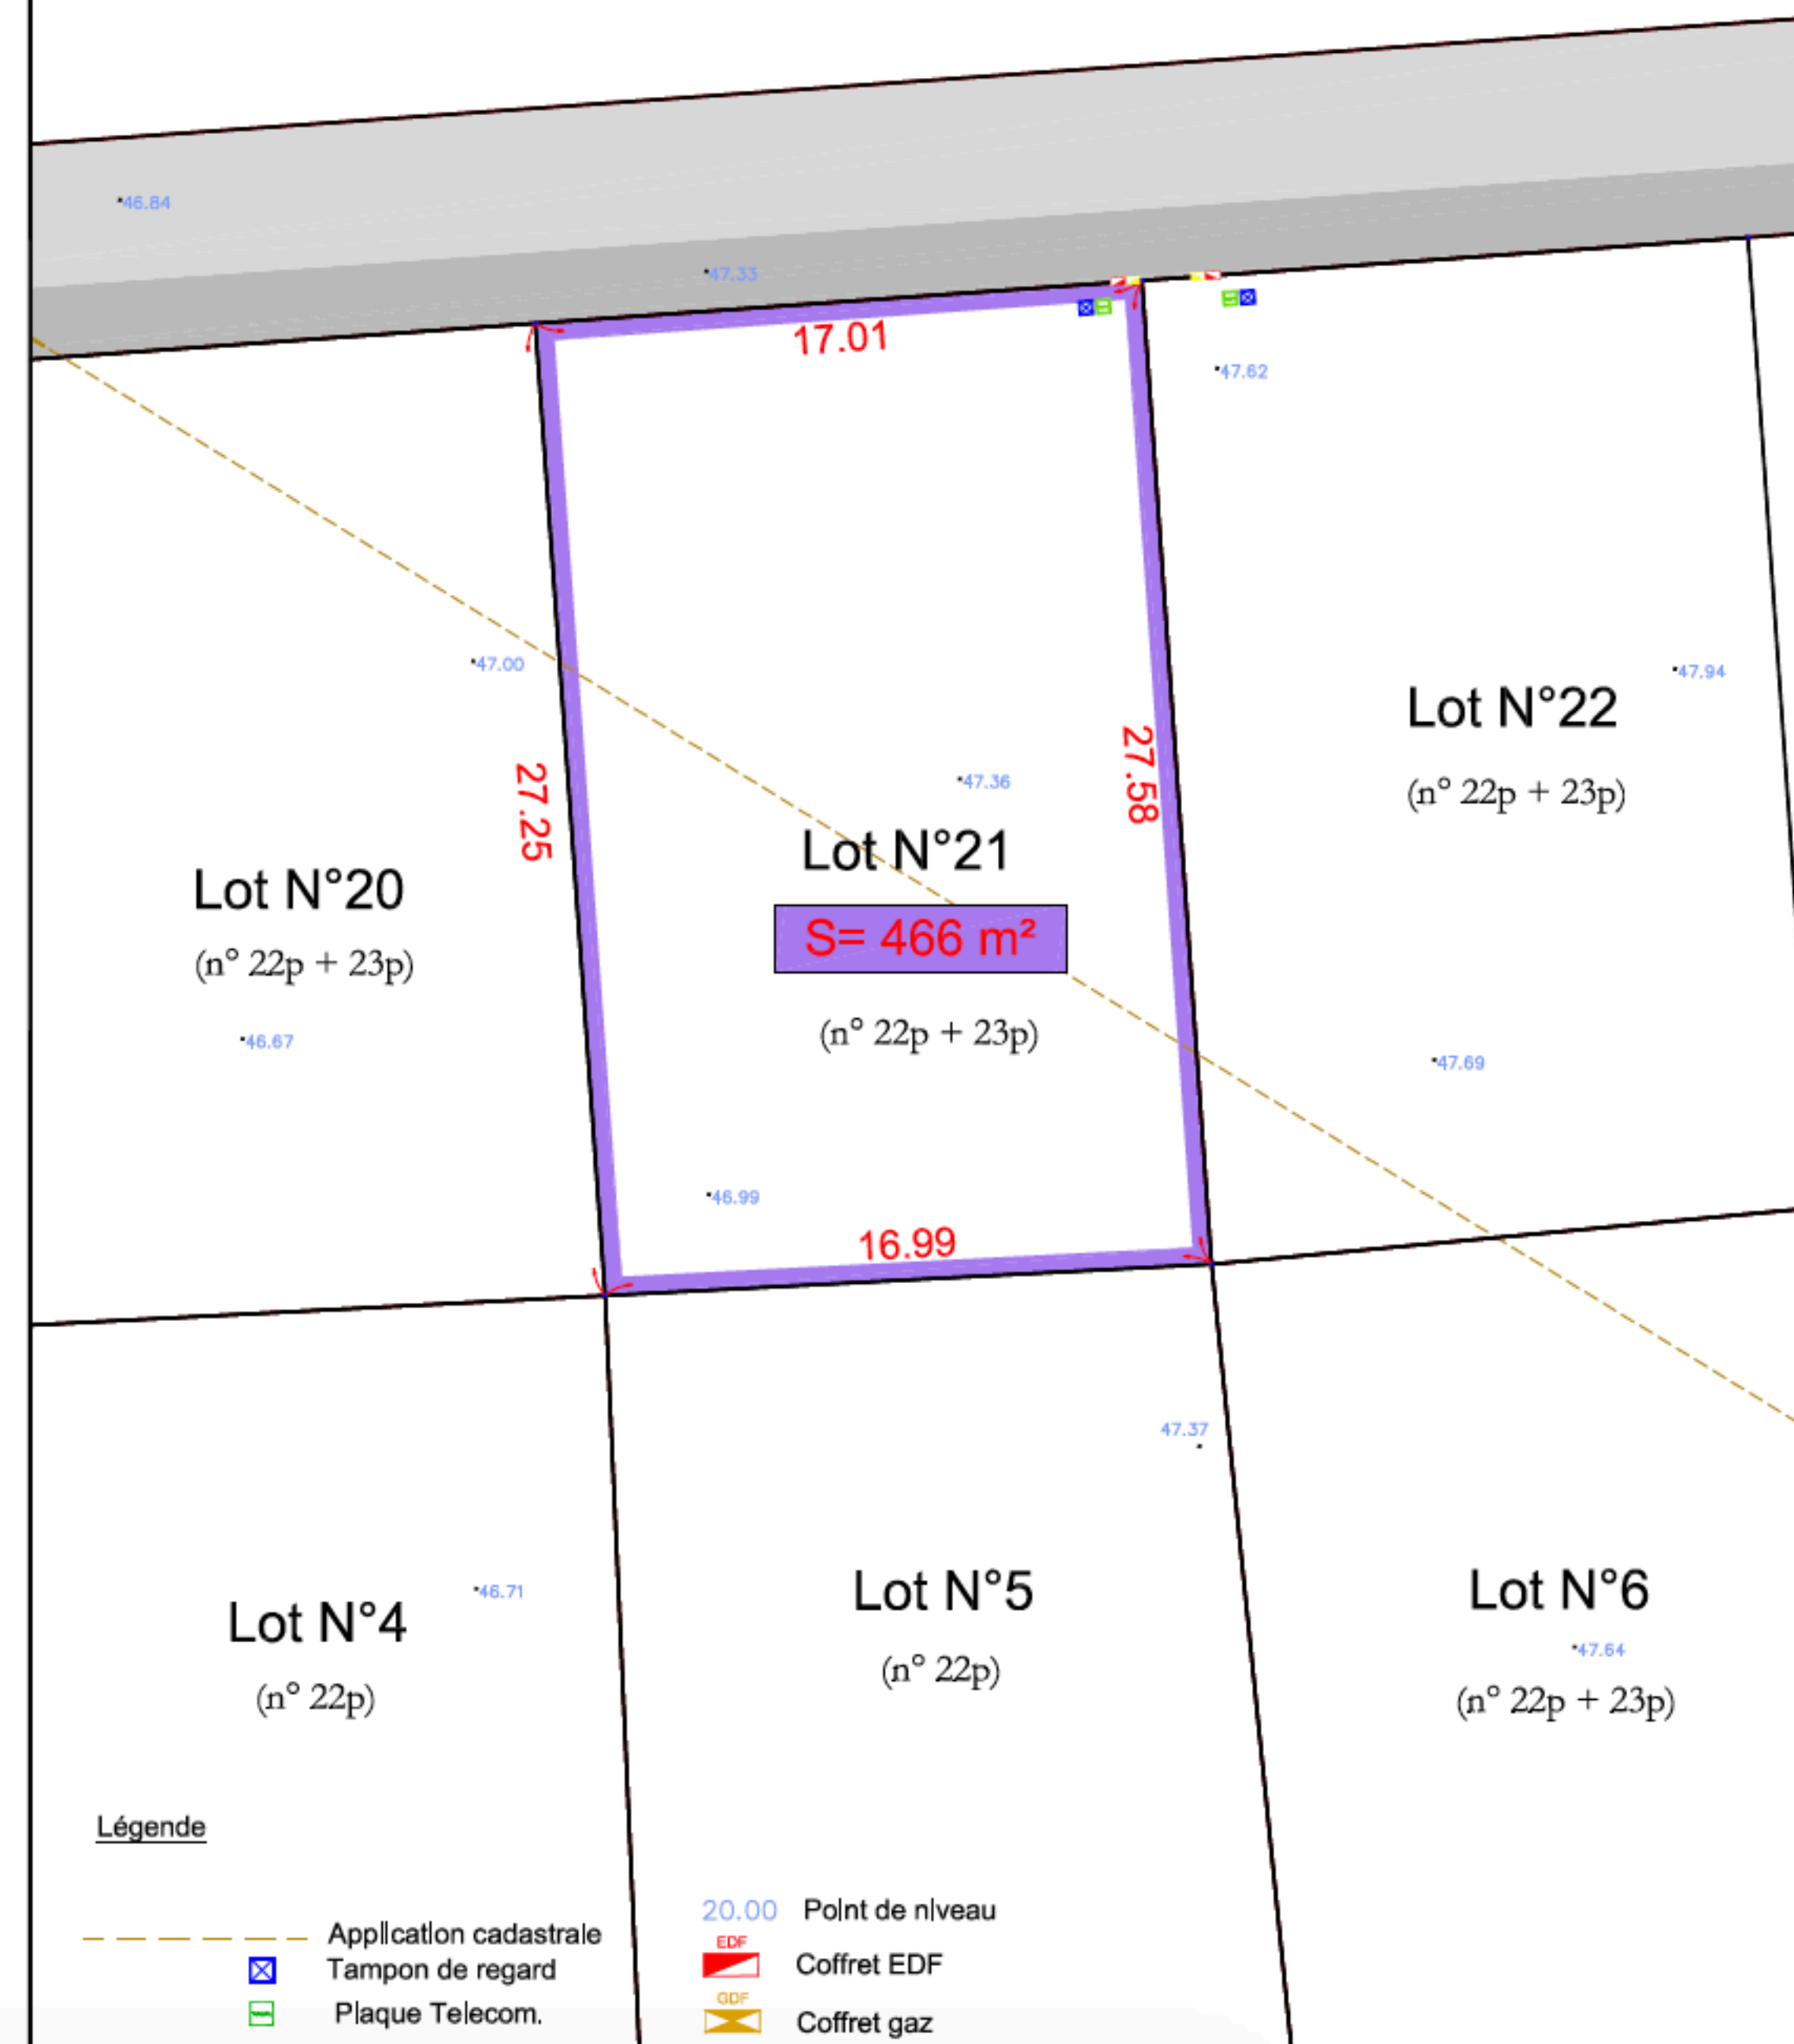 46.84
47.33
17.01
47.62
47.00
47.94
Lot N°22
(n° 22p + 23p)
27.58
27.25
47.36
Lot N°21
S= 466 m²
(n° 22p + 23p)
Lot N°20
(n° 22p + 23p)
46.67
47.69
46.99
16.99
47.37
46.71
Lot N°4
(n° 22p)
Lot N°5
(n° 22p)
Lot N°6
47.64
(n° 22p + 23p)
Légende
Application cadastrale
Tampon de regard
Plaque Telecom.
20.00 Point de niveau
EDF
Coffret EDF
GDF
Coffret gaz